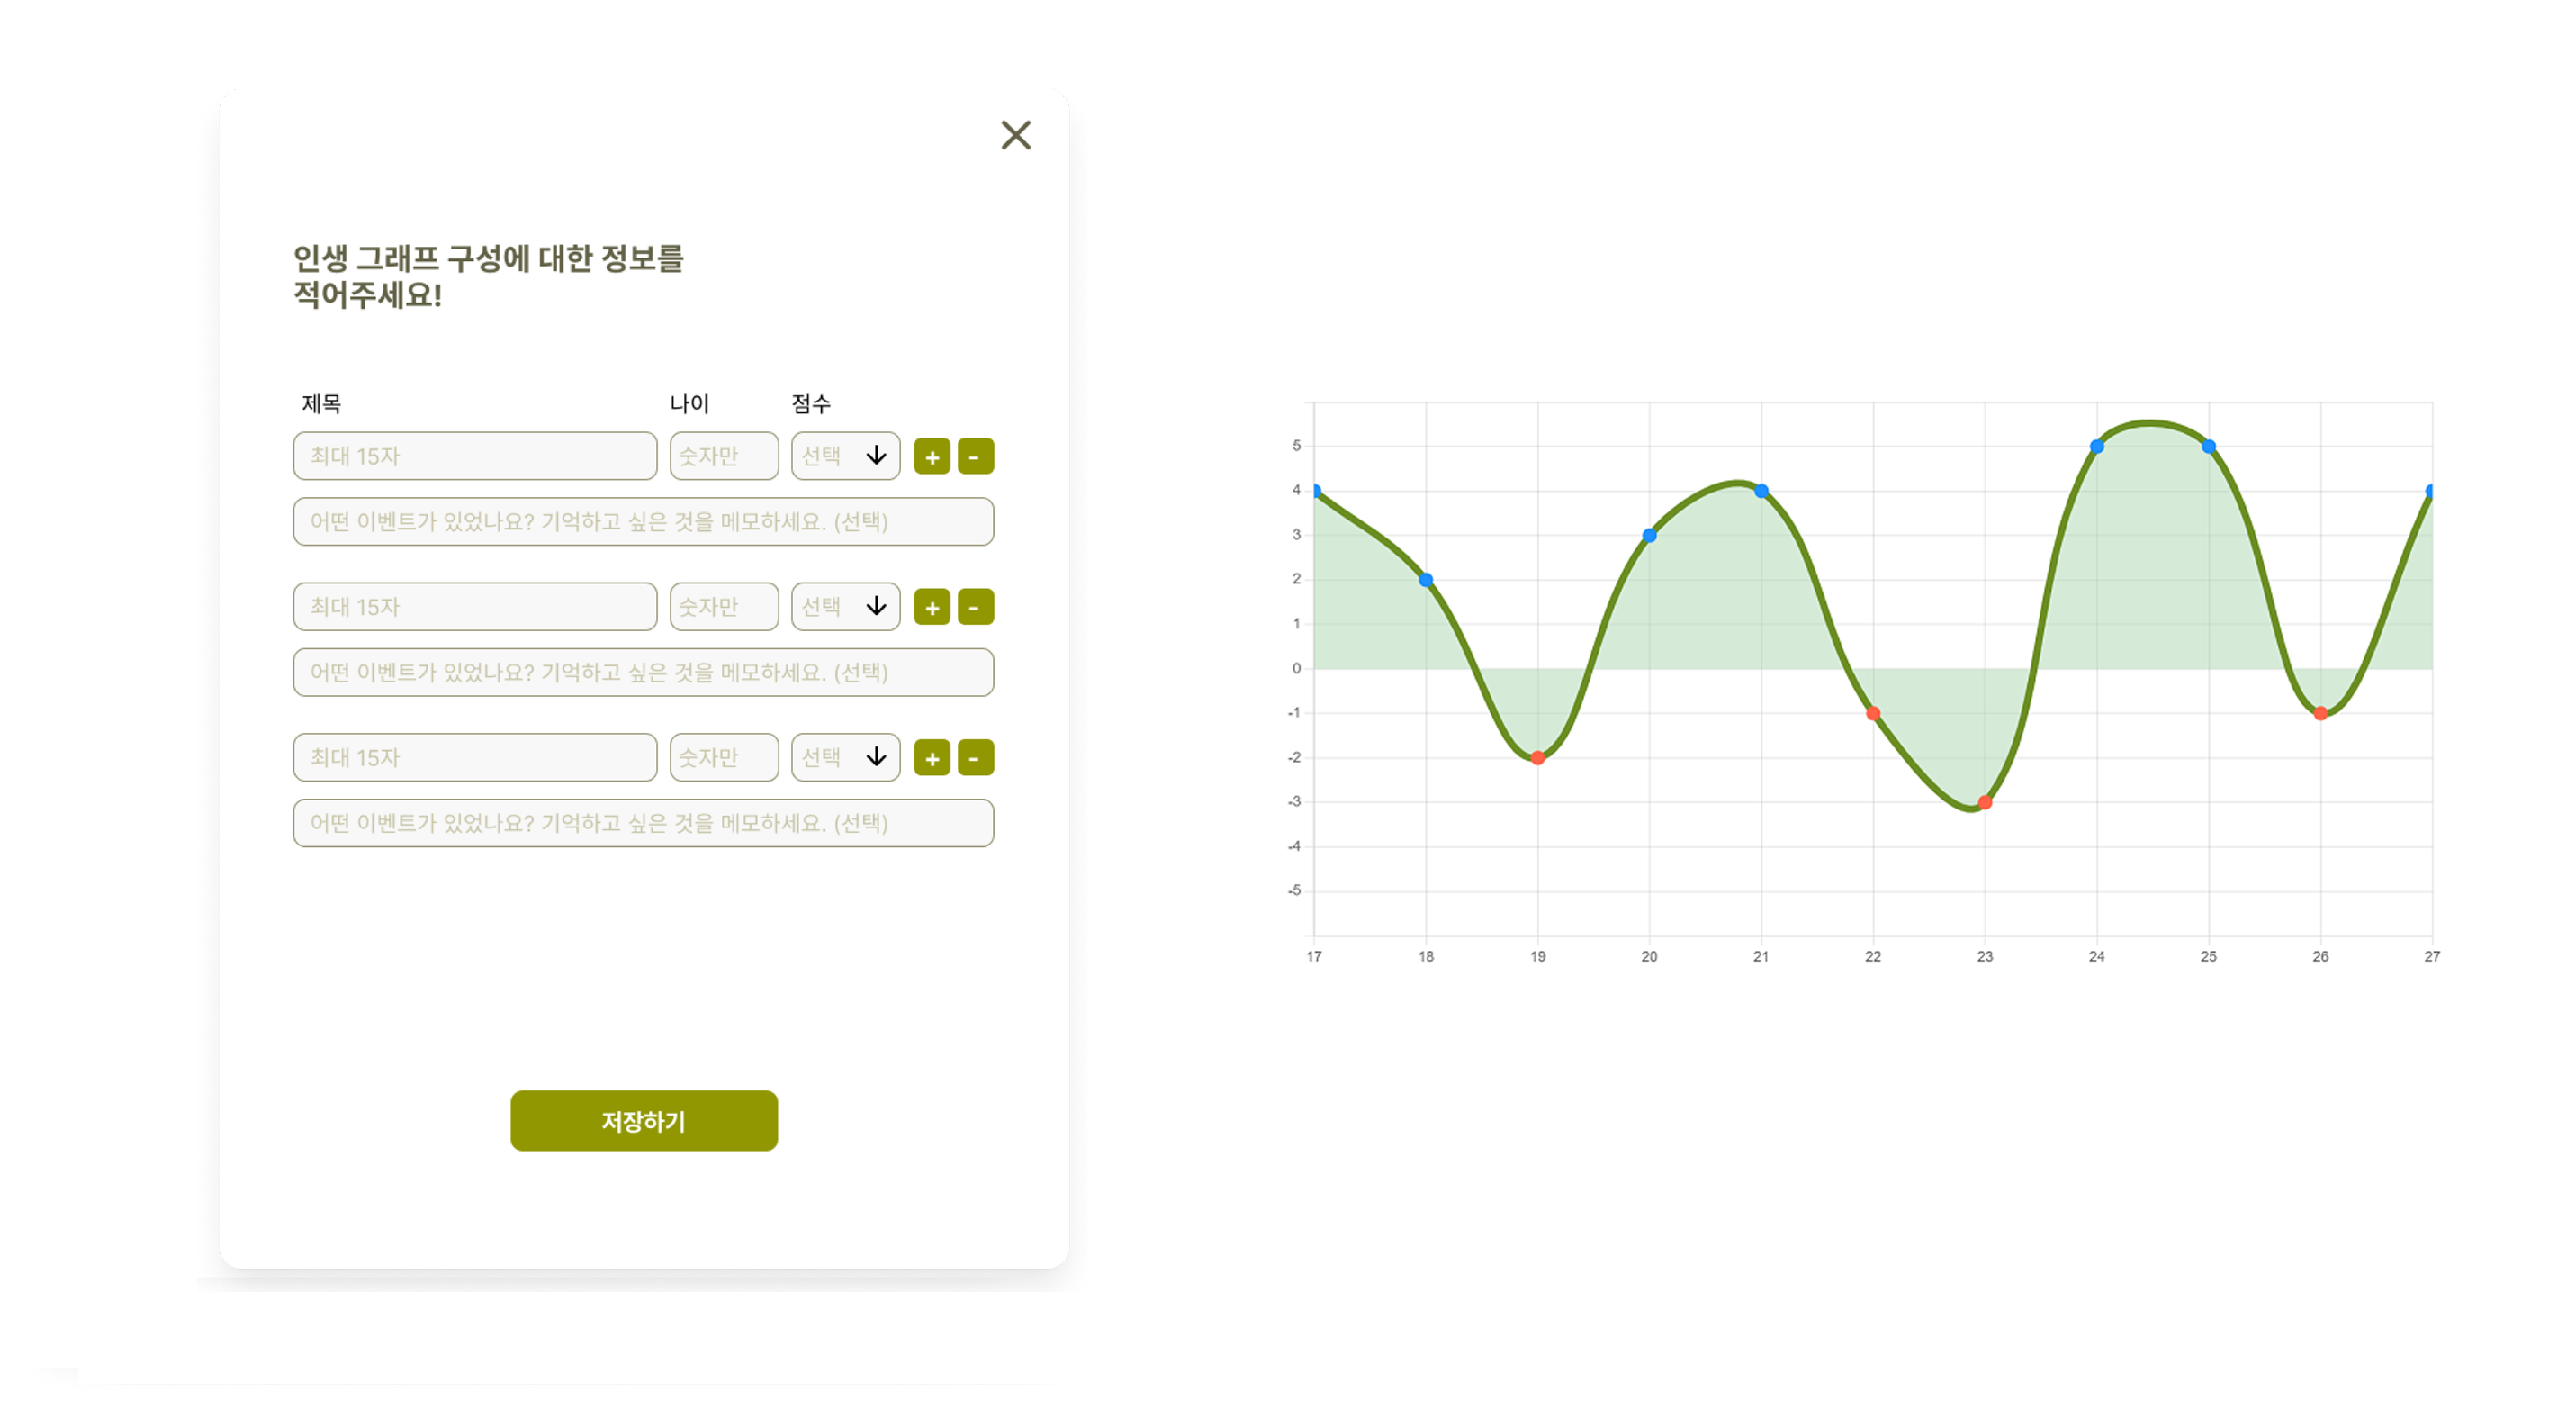 인생 그래프 구성에 대한 정보를
적어주세요!
제목 나이 점수
최대 15자 숫자만 선택 + -
어떤 이벤트가 있었나요? 기억하고 싶은 것을 메모하세요. (선택)
최대 15자 숫자만 선택 + -
어떤 이벤트가 있었나요? 기억하고 싶은 것을 메모하세요. (선택)
최대 15자 숫자만 선택 + -
어떤 이벤트가 있었나요? 기억하고 싶은 것을 메모하세요. (선택)
저장하기
5
4
3
2
1
0
-1
-2
-3
-4
-5
17 18 19 20 21 22 23 24 25 26 27